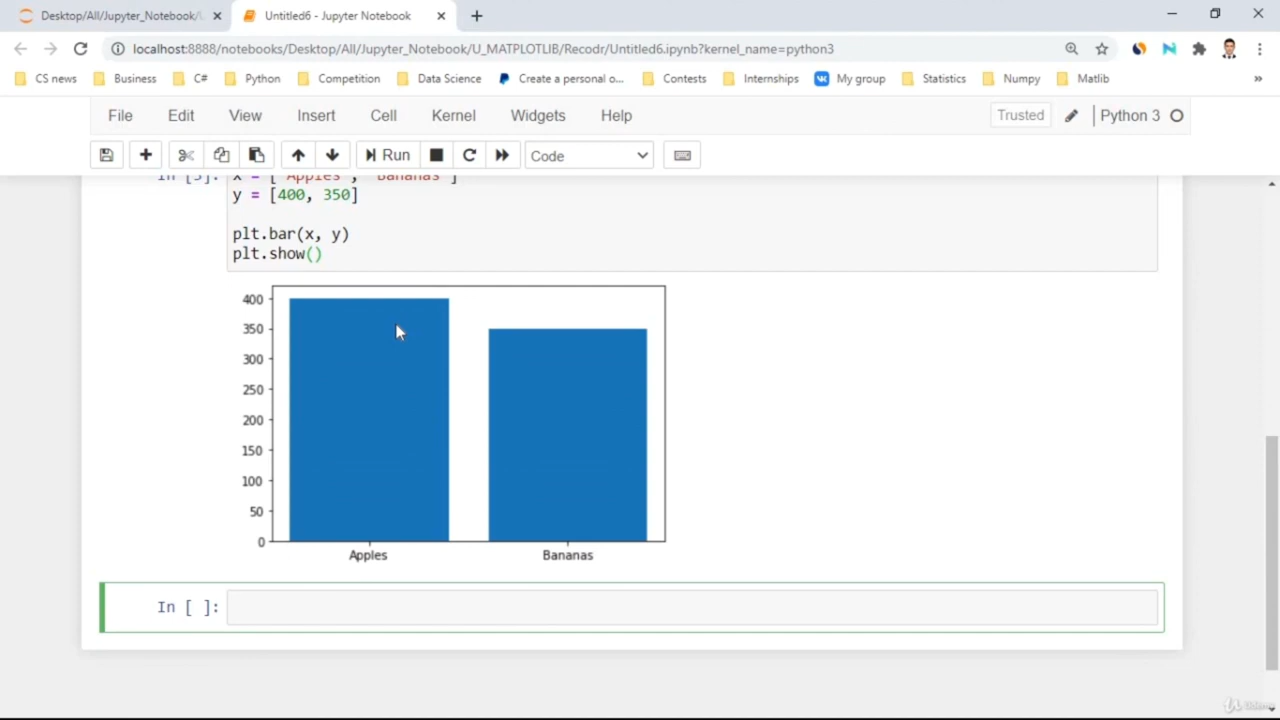 Desktop/All/Jupyter_Notebook/
Untitled6 - Jupyter Notebook
localhost:8888/notebooks/Desktop/All/Jupyter_Notebook/U_MATPLOTLIB/Recodr/Untitled6.ipynb?kernel_name=python3
CS news Business C# Python Competition Data Science Create a personal o... Contests Internships My group Statistics Numpy Matlib »
File Edit View Insert Cell Kernel Widgets Help Trusted Python 3
Run Code
x = ["Apples", "Bananas"]
y = [400, 350]
plt.bar(x, y)
plt.show()
400
350
300
250
200
150
100
50
0
Apples Bananas
In [ ]: